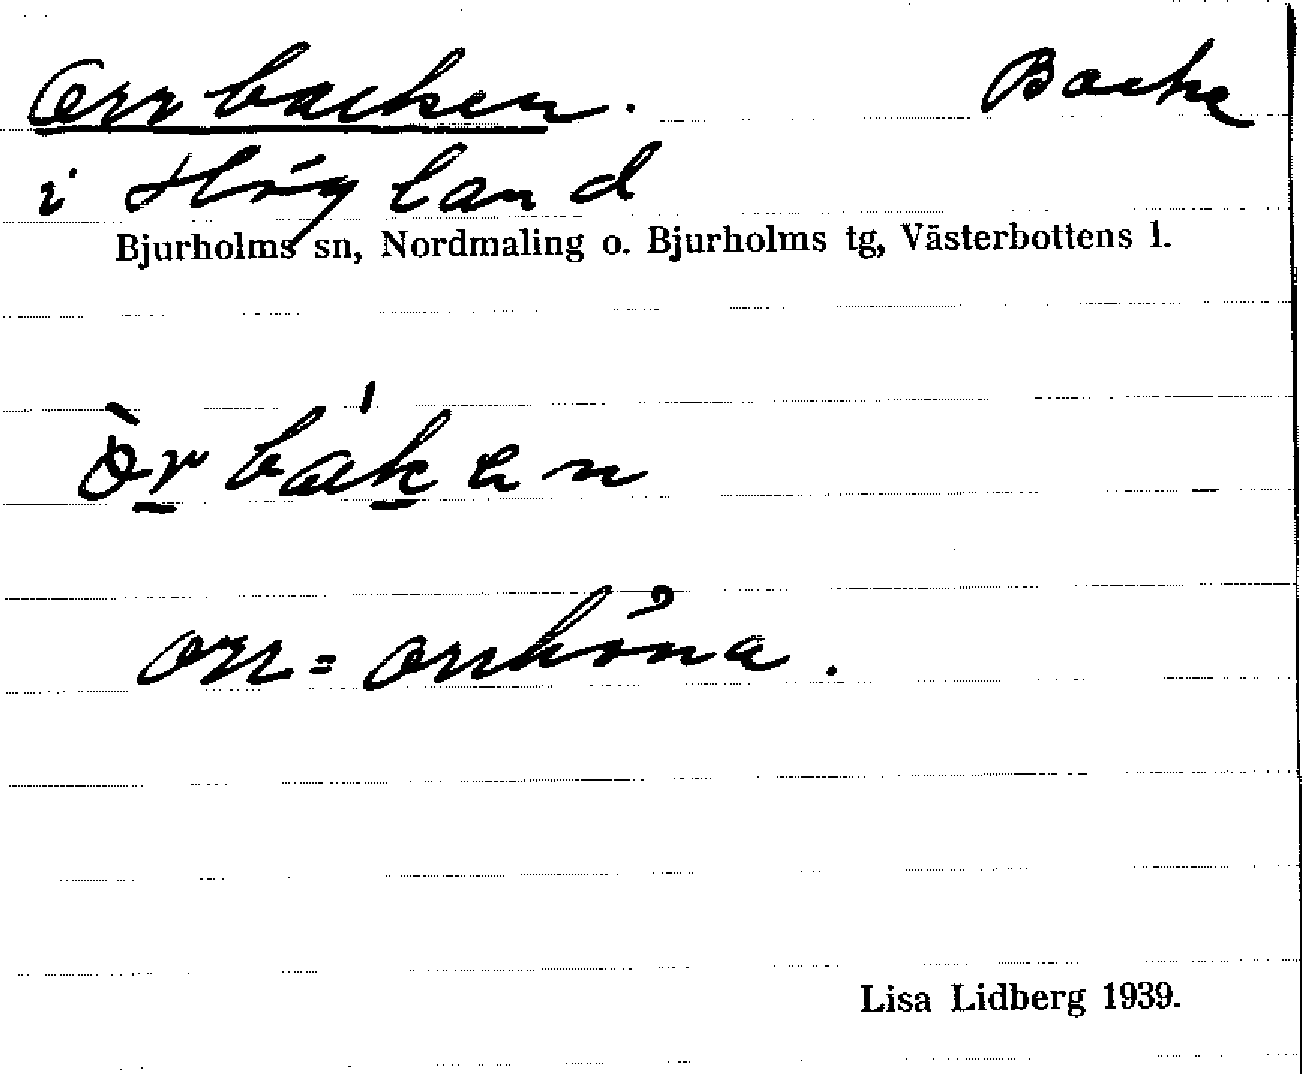 Orrbacken. Backe
i Högland
Bjurholms sn, Nordmaling o. Bjurholms tg, Västerbottens l.
òrbákan
orr = orrhöna.
Lisa Lidberg 1939.